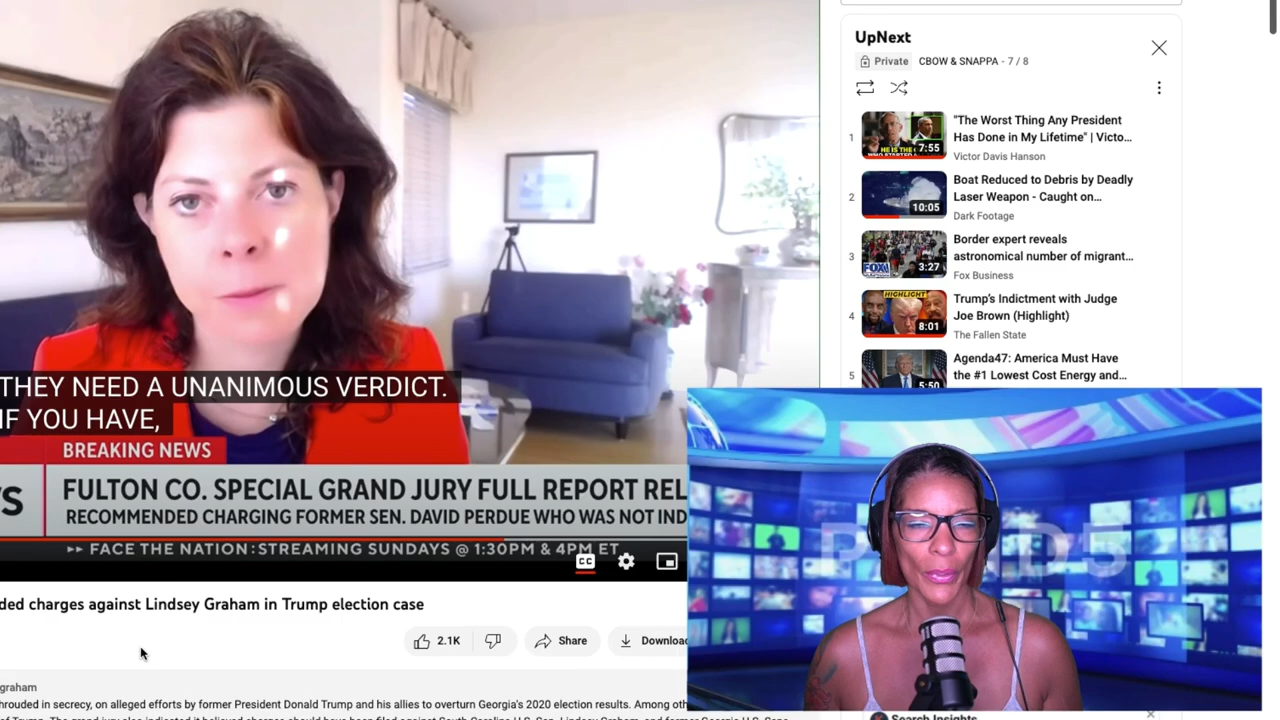 THEY NEED A UNANIMOUS VERDICT.
IF YOU HAVE,
BREAKING NEWS
S
FULTON CO. SPECIAL GRAND JURY FULL REPORT REL
RECOMMENDED CHARGING FORMER SEN. DAVID PERDUE WHO WAS NOT IND
FACE THE NATION: STREAMING SUNDAYS @ 1:30PM & 4PM ET
CC
ded charges against Lindsey Graham in Trump election case
2.1K
Share
Download
graham
hrouded in secrecy, on alleged efforts by former President Donald Trump and his allies to overturn Georgia's 2020 election results. Among oth
UpNext
Private
CBOW & SNAPPA - 7 / 8
1
7:55
"The Worst Thing Any President
Has Done in My Lifetime" | Victo...
Victor Davis Hanson
2
10:05
Boat Reduced to Debris by Deadly
Laser Weapon - Caught on...
Dark Footage
3
FOX
3:27
Border expert reveals
astronomical number of migrant...
Fox Business
4
HIGHLIGHT
8:01
Trump's Indictment with Judge
Joe Brown (Highlight)
The Fallen State
5
5:50
Agenda47: America Must Have
the #1 Lowest Cost Energy and...
Search Insights